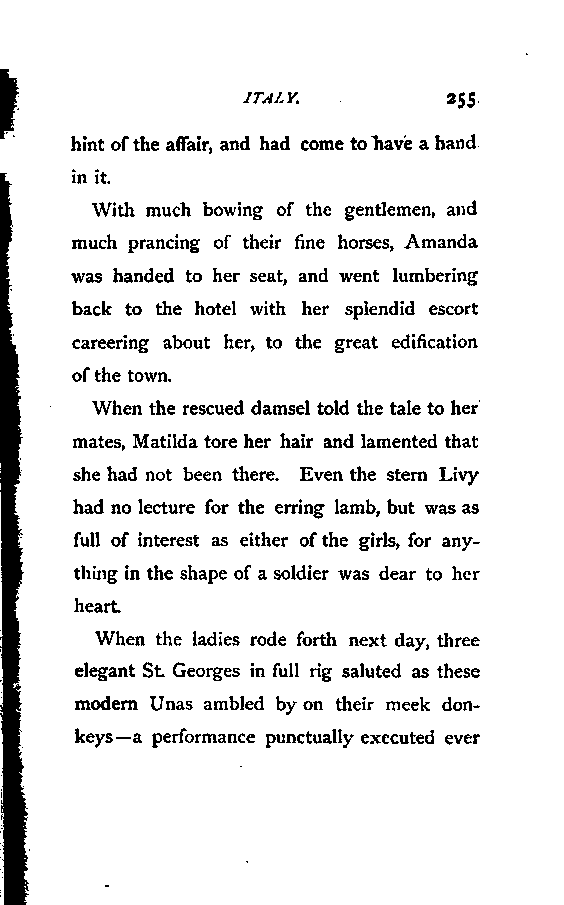 ITALY. 255
hint of the affair, and had come to have a hand
in it.
With much bowing of the gentlemen, and
much prancing of their fine horses, Amanda
was handed to her seat, and went lumbering
back to the hotel with her splendid escort
careering about her, to the great edification
of the town.
When the rescued damsel told the tale to her
mates, Matilda tore her hair and lamented that
she had not been there. Even the stern Livy
had no lecture for the erring lamb, but was as
full of interest as either of the girls, for any-
thing in the shape of a soldier was dear to her
heart.
When the ladies rode forth next day, three
elegant St. Georges in full rig saluted as these
modern Unas ambled by on their meek don-
keys—a performance punctually executed ever